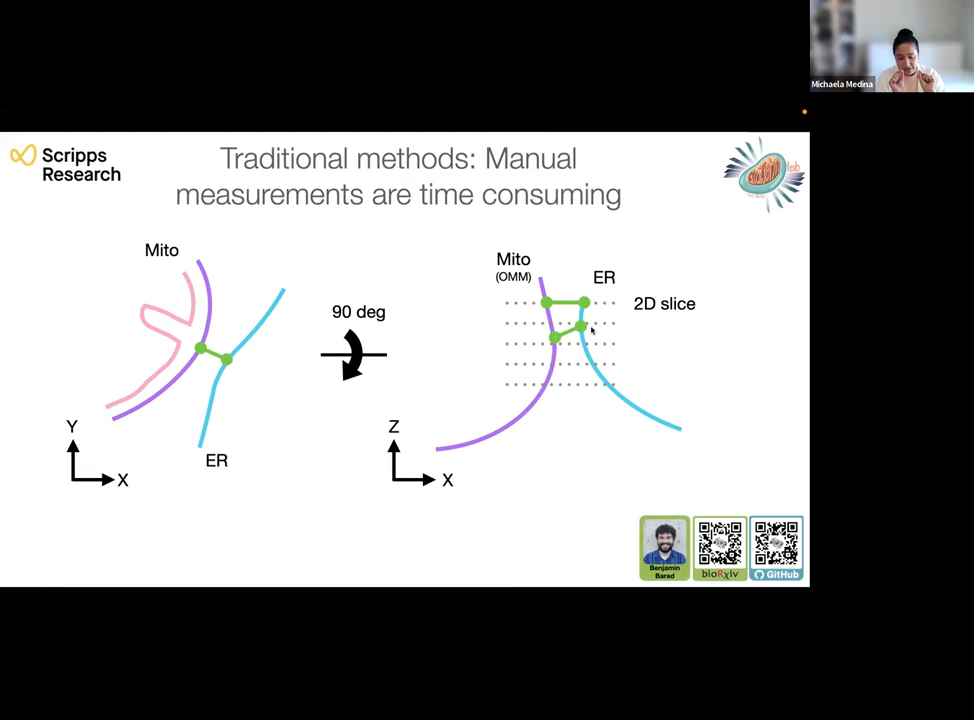 Michaela Medina
Scripps
Research
Traditional methods: Manual
measurements are time consuming
lab
Mito
ER
Y
X
90 deg
Mito
(OMM)
ER
2D slice
Z
X
Benjamin
Barad
bioRxiv
GitHub